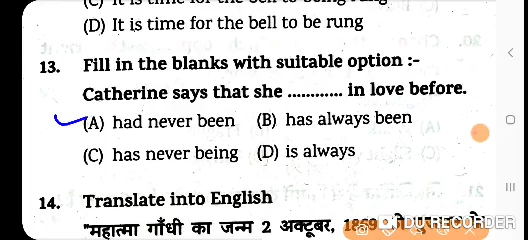 (D) It is time for the bell to be rung
13. Fill in the blanks with suitable option :-
Catherine says that she ............ in love before.
(A) had never been (B) has always been
(C) has never being (D) is always
14. Translate into English
"महात्मा गाँधी का जन्म 2 अक्टूबर, 1869
DU RECORDER